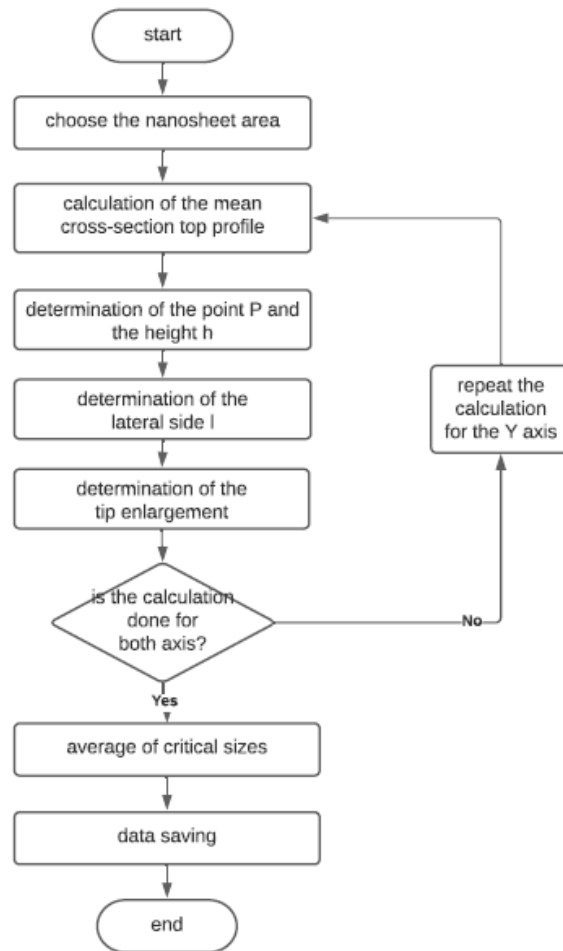 start
choose the nanosheet area
calculation of the mean
cross-section top profile
determination of the point P and
the height h
determination of the
lateral side l
repeat the
calculation
for the Y axis
determination of the
tip enlargement
is the calculation
done for
both axis?
No
Yes
average of critical sizes
data saving
end